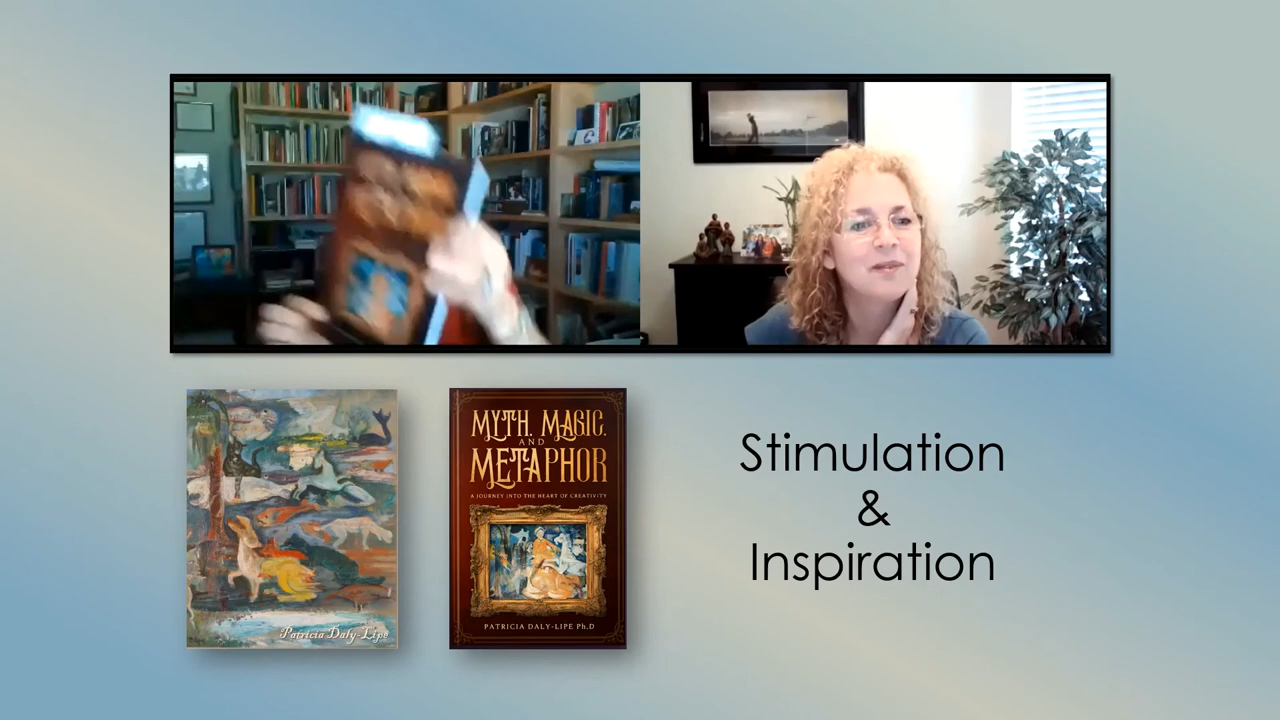 MYTH, MAGIC,
AND
METAPHOR
A JOURNEY INTO THE HEART OF CREATIVITY
PATRICIA DALY-LIPE Ph.D
Patricia Daly-Lipe
Stimulation
&
Inspiration